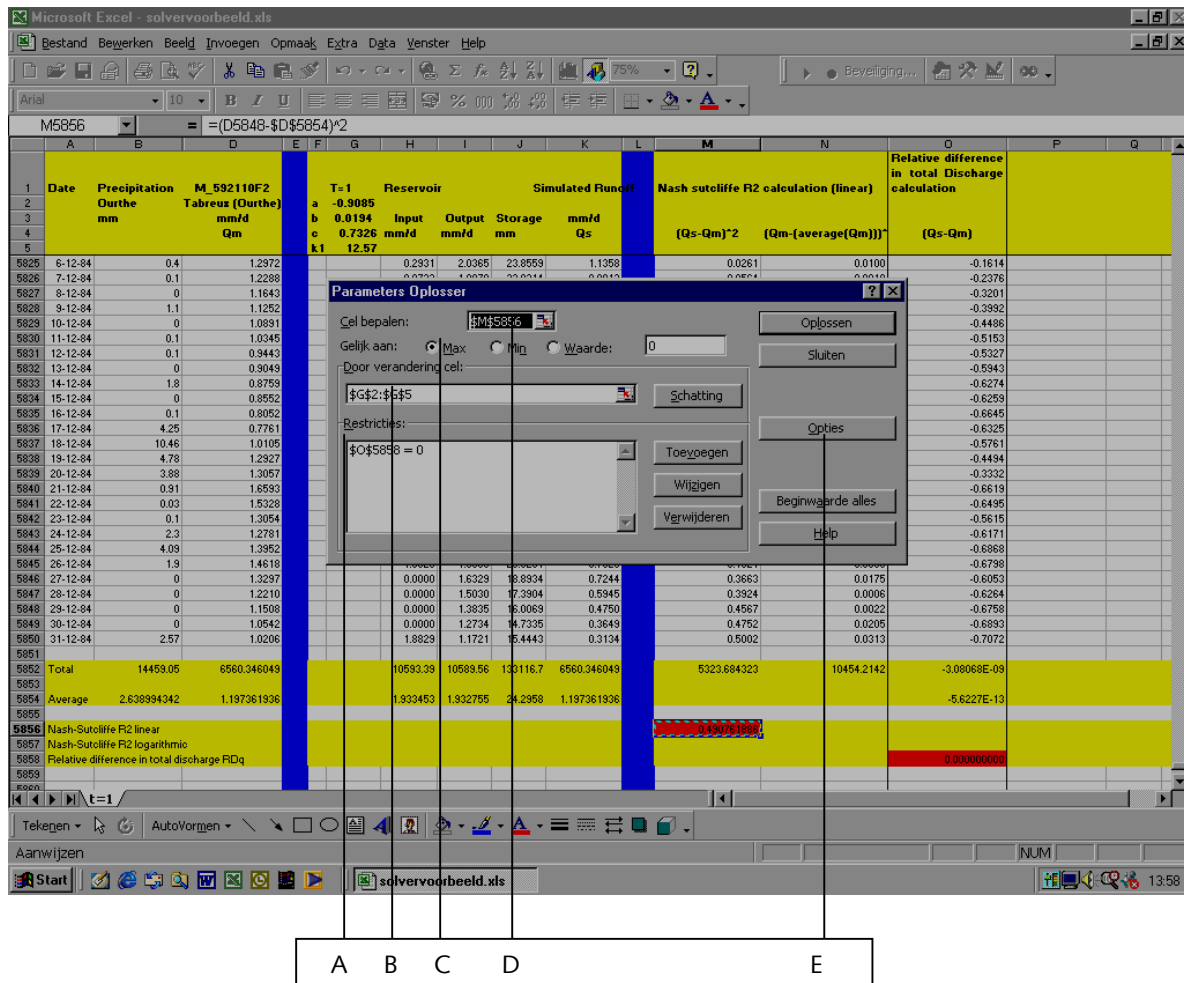 Microsoft Excel - solvervoorbeeld.xls
Bestand Bewerken Beeld Invoegen Opmaak Extra Data Venster Help
75% Beveiliging...
Arial 10 B I U % 000
M5856 = =(D5848-$D$5854)^2
A B D E F G H I J K L M N O P Q
Relative difference
in total Discharge
1 Date Precipitation M_592110F2 T=1 Reservoir Simulated Runoff Nash sutcliffe R2 calculation (linear) calculation
2 Ourthe Tabreux (Ourthe) a -0.9085
3 mm mm/d b 0.0194 Input Output Storage mm/d
4 Qm c 0.7326 mm/d mm/d mm Qs (Qs-Qm)^2 (Qm-(average(Qm)))^ (Qs-Qm)
5 k1 12.57
5825 6-12-84 0.4 1.2972 0.2931 2.0365 23.8559 1.1358 0.0261 0.0100 -0.1614
5826 7-12-84 0.1 1.2288 -0.2376
5827 8-12-84 0 1.1643 -0.3201
5828 9-12-84 1.1 1.1252 -0.3992
5829 10-12-84 0 1.0891 -0.4486
5830 11-12-84 0.1 1.0345 -0.5153
5831 12-12-84 0.1 0.9443 -0.5327
5832 13-12-84 0 0.9049 -0.5943
5833 14-12-84 1.8 0.8759 -0.6274
5834 15-12-84 0 0.8552 -0.6259
5835 16-12-84 0.1 0.8052 -0.6645
5836 17-12-84 4.25 0.7761 -0.6325
5837 18-12-84 10.46 1.0105 -0.5761
5838 19-12-84 4.78 1.2927 -0.4494
5839 20-12-84 3.88 1.3057 -0.3332
5840 21-12-84 0.91 1.6593 -0.6619
5841 22-12-84 0.03 1.5328 -0.6495
5842 23-12-84 0.1 1.3054 -0.5615
5843 24-12-84 2.3 1.2781 -0.6171
5844 25-12-84 4.09 1.3952 -0.6868
5845 26-12-84 1.9 1.4618 -0.6798
5846 27-12-84 0 1.3297 0.0000 1.6329 18.8934 0.7244 0.3663 0.0175 -0.6053
5847 28-12-84 0 1.2210 0.0000 1.5030 17.3904 0.5945 0.3924 0.0006 -0.6264
5848 29-12-84 0 1.1508 0.0000 1.3835 16.0069 0.4750 0.4567 0.0022 -0.6758
5849 30-12-84 0 1.0542 0.0000 1.2734 14.7335 0.3649 0.4752 0.0205 -0.6893
5850 31-12-84 2.57 1.0206 1.8829 1.1721 15.4443 0.3134 0.5002 0.0313 -0.7072
5851
5852 Total 14459.05 6560.346049 10593.39 10589.56 133116.7 6560.346049 5323.684323 10454.2142 -3.08068E-09
5853
5854 Average 2.638994342 1.197361936 1.933453 1.932755 24.2958 1.197361936 -5.6227E-13
5855
5856 Nash-Sutcliffe R2 linear 0.490761888
5857 Nash-Sutcliffe R2 logarithmic
5858 Relative difference in total discharge RDq 0.000000000
5859
Parameters Oplosser
Cel bepalen: $M$5856 Oplossen
Gelijk aan: Max Min Waarde: 0 Sluiten
Door verandering cel:
$G$2:$G$5 Schatting
Restricties: Opties
$O$5858 = 0 Toevoegen
Wijzigen
Beginwaarde alles
Verwijderen
Help
t=1
Tekenen AutoVormen
Aanwijzen NUM
Start solvervoorbeeld.xls 13:58
A B C D E